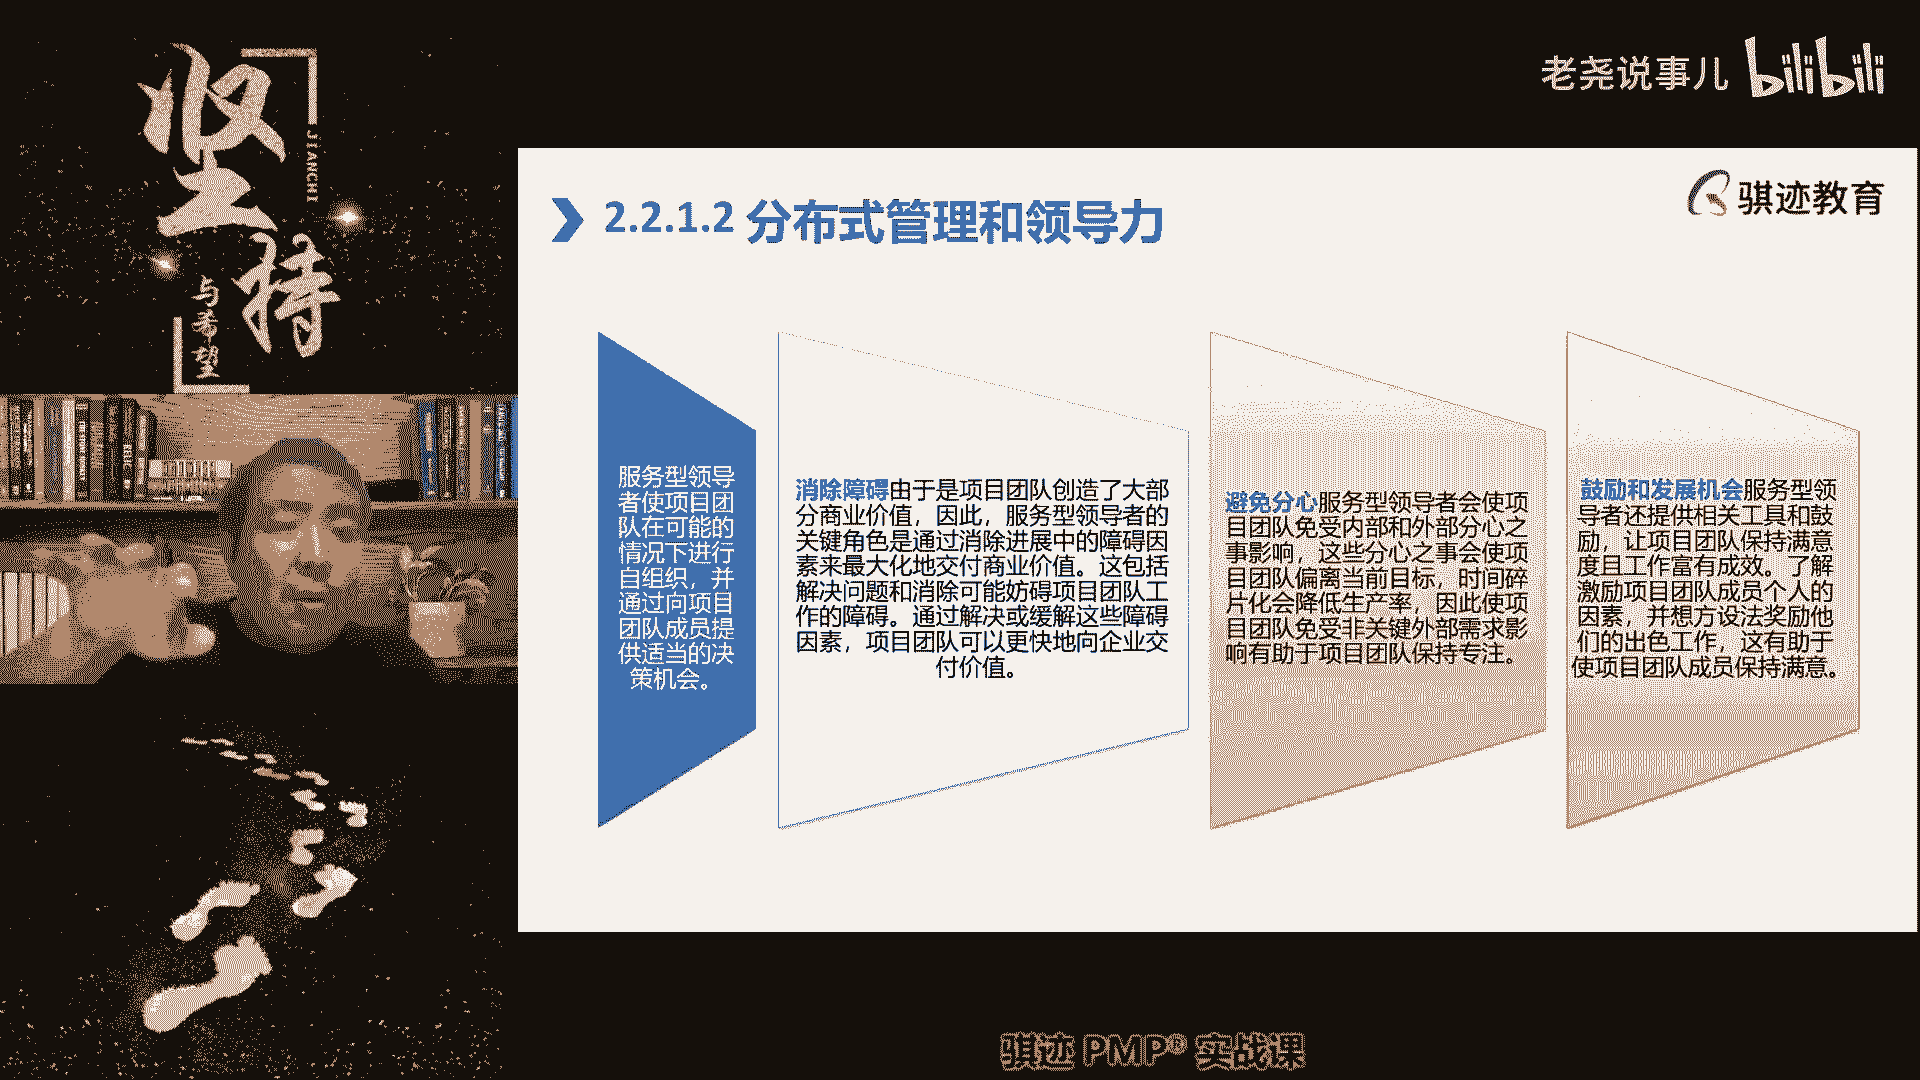 坚持
JIANCHI
与希望
老尧说事儿 bilibili
骐迹教育
2.2.1.2 分布式管理和领导力
服务型领导
者使项目团
队在可能的
情况下进行
自组织，并
通过向项目
团队成员提
供适当的决
策机会。
消除障碍由于是项目团队创造了大部
分商业价值，因此，服务型领导者的
关键角色是通过消除进展中的障碍因
素来最大化地交付商业价值。这包括
解决问题和消除可能妨碍项目团队工
作的障碍。通过解决或缓解这些障碍
因素，项目团队可以更快地向企业交
付价值。
避免分心服务型领导者会使项
目团队免受内部和外部分心之
事影响，这些分心之事会使项
目团队偏离当前目标，时间碎
片化会降低生产率，因此使项
目团队免受非关键外部需求影
响有助于项目团队保持专注。
鼓励和发展机会服务型领
导者还提供相关工具和鼓
励，让项目团队保持满意
度且工作富有成效。了解
激励项目团队成员个人的
因素，并想方设法奖励他
们的出色工作，这有助于
使项目团队成员保持满意。
骐迹 PMP® 实战课